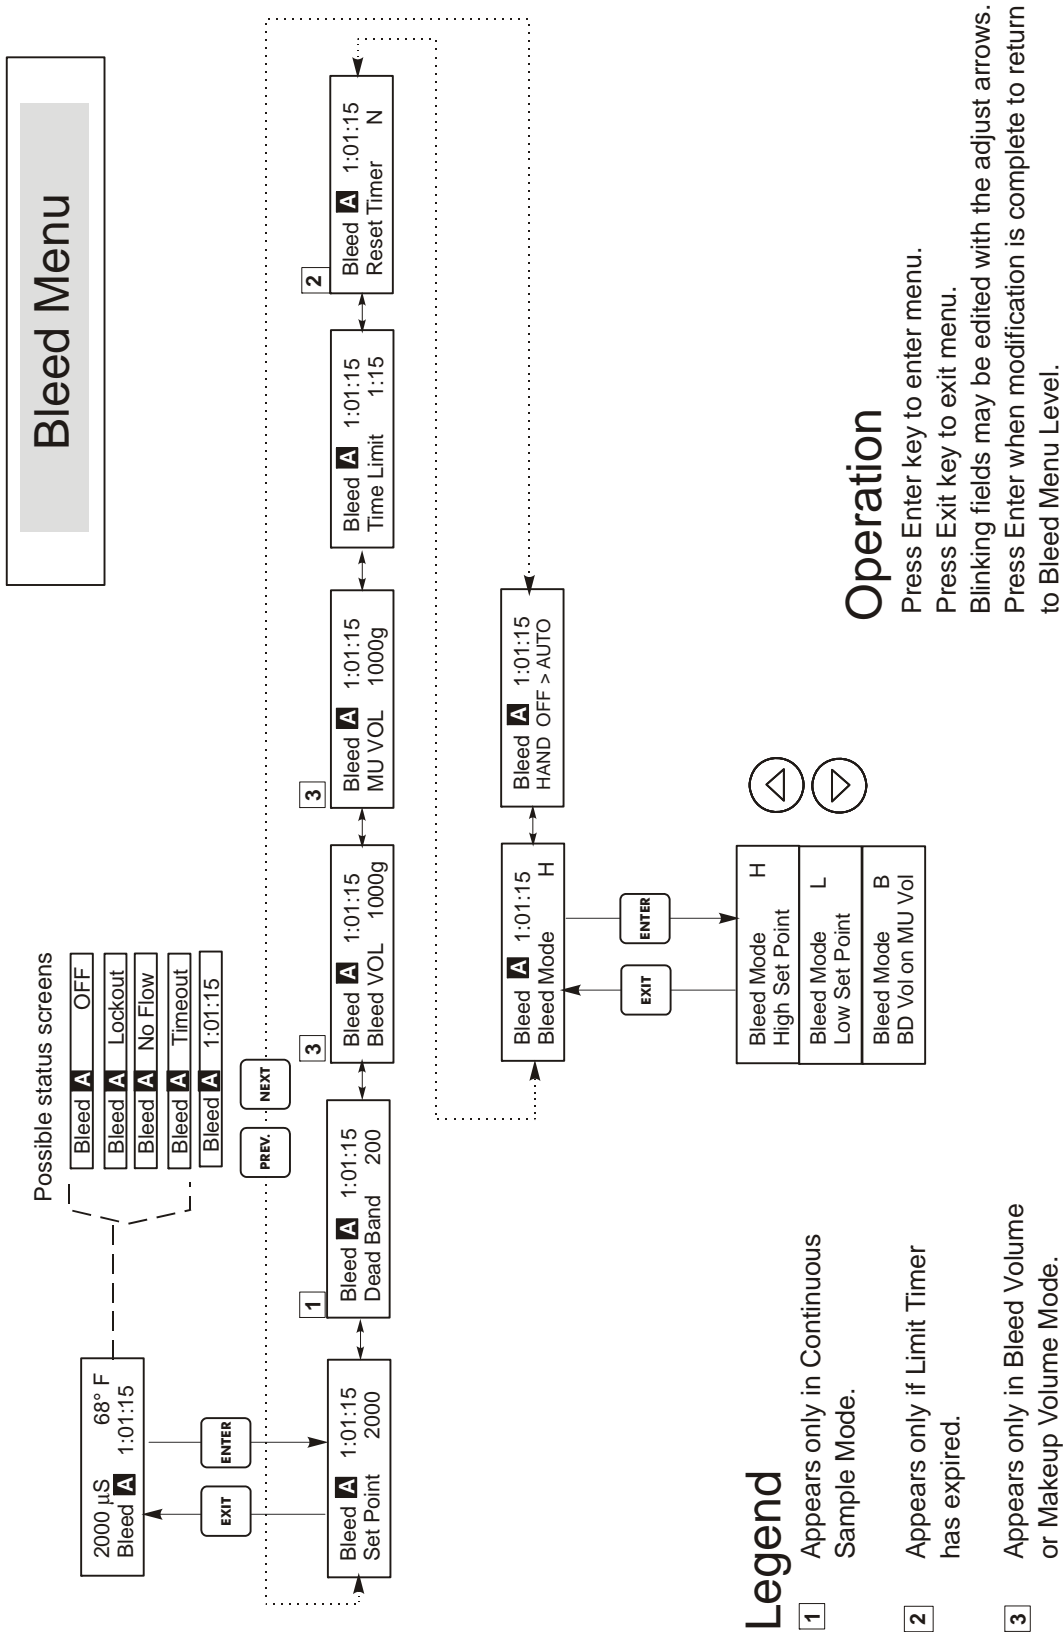 Bleed Menu
Possible status screens
Bleed A OFF
Bleed A Lockout
Bleed A No Flow
Bleed A Timeout
Bleed A 1:01:15
2000 µS 68° F
Bleed A 1:01:15
EXIT
ENTER
PREV.
NEXT
Bleed A 1:01:15
Set Point 2000
1
Bleed A 1:01:15
Dead Band 200
3
Bleed A 1:01:15
Bleed VOL 1000g
3
Bleed A 1:01:15
MU VOL 1000g
Bleed A 1:01:15
Time Limit 1:15
2
Bleed A 1:01:15
Reset Timer N
Bleed A 1:01:15
Bleed Mode H
Bleed A 1:01:15
HAND OFF > AUTO
EXIT
ENTER
Bleed Mode H
High Set Point
Bleed Mode L
Low Set Point
Bleed Mode B
BD Vol on MU Vol
Legend
1 Appears only in Continuous
Sample Mode.
2 Appears only if Limit Timer
has expired.
3 Appears only in Bleed Volume
or Makeup Volume Mode.
Operation
Press Enter key to enter menu.
Press Exit key to exit menu.
Blinking fields may be edited with the adjust arrows.
Press Enter when modification is complete to return
to Bleed Menu Level.